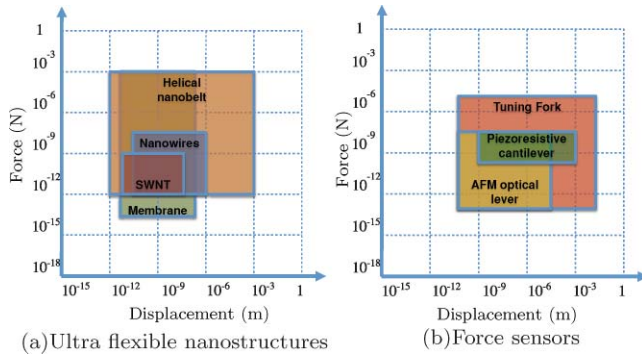 1
10-3
10-6
10-9
10-12
10-15
10-18
Force (N)
Helical
nanobelt
Nanowires
SWNT
Membrane
10-15
10-12
10-9
10-6
10-3
1
Displacement (m)
(a)Ultra flexible nanostructures
1
10-3
10-6
10-9
10-12
10-15
10-18
Force (N)
Tuning Fork
Piezoresistive
cantilever
AFM optical
lever
10-15
10-12
10-9
10-6
10-3
1
Displacement (m)
(b)Force sensors